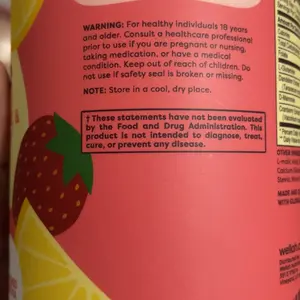 WARNING: For healthy individuals 18 years
and older. Consult a healthcare professional
prior to use if you are pregnant or nursing,
taking medication, or have a medical
condition. Keep out of reach of children. Do
not use if safety seal is broken or missing.
NOTE: Store in a cool, dry place.
† These statements have not been evaluated
by the Food and Drug Administration. This
product is not intended to diagnose, treat,
cure, or prevent any disease.